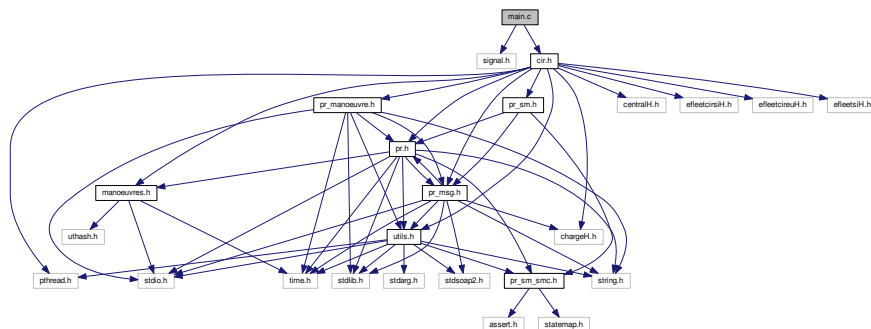 main.c
signal.h
cir.h
pr_manoeuvre.h
pr_sm.h
centralH.h
efleetcirsiH.h
efleetcireuH.h
efleetsiH.h
pr.h
manoeuvres.h
pr_msg.h
uthash.h
utils.h
chargeH.h
pthread.h
stdio.h
time.h
stdlib.h
stdarg.h
stdsoap2.h
pr_sm_smc.h
string.h
assert.h
statemap.h